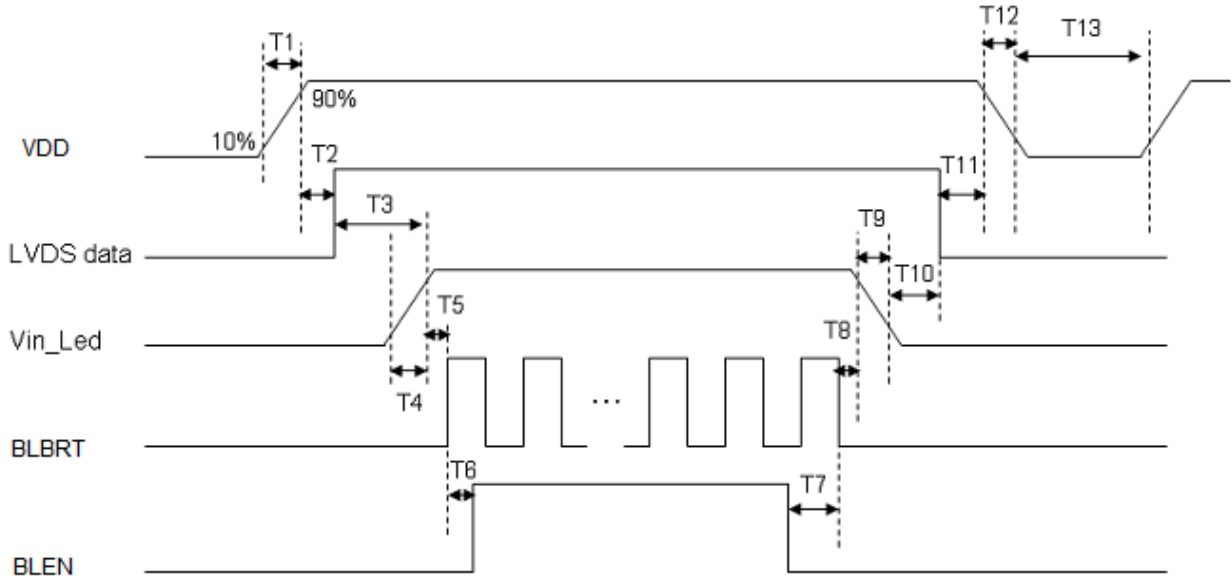 T12
T13
T1
90%
10%
VDD
T2
T11
T3
T9
LVDS data
T10
T5
T8
Vin_Led
T4
...
BLBRT
T6
T7
BLEN